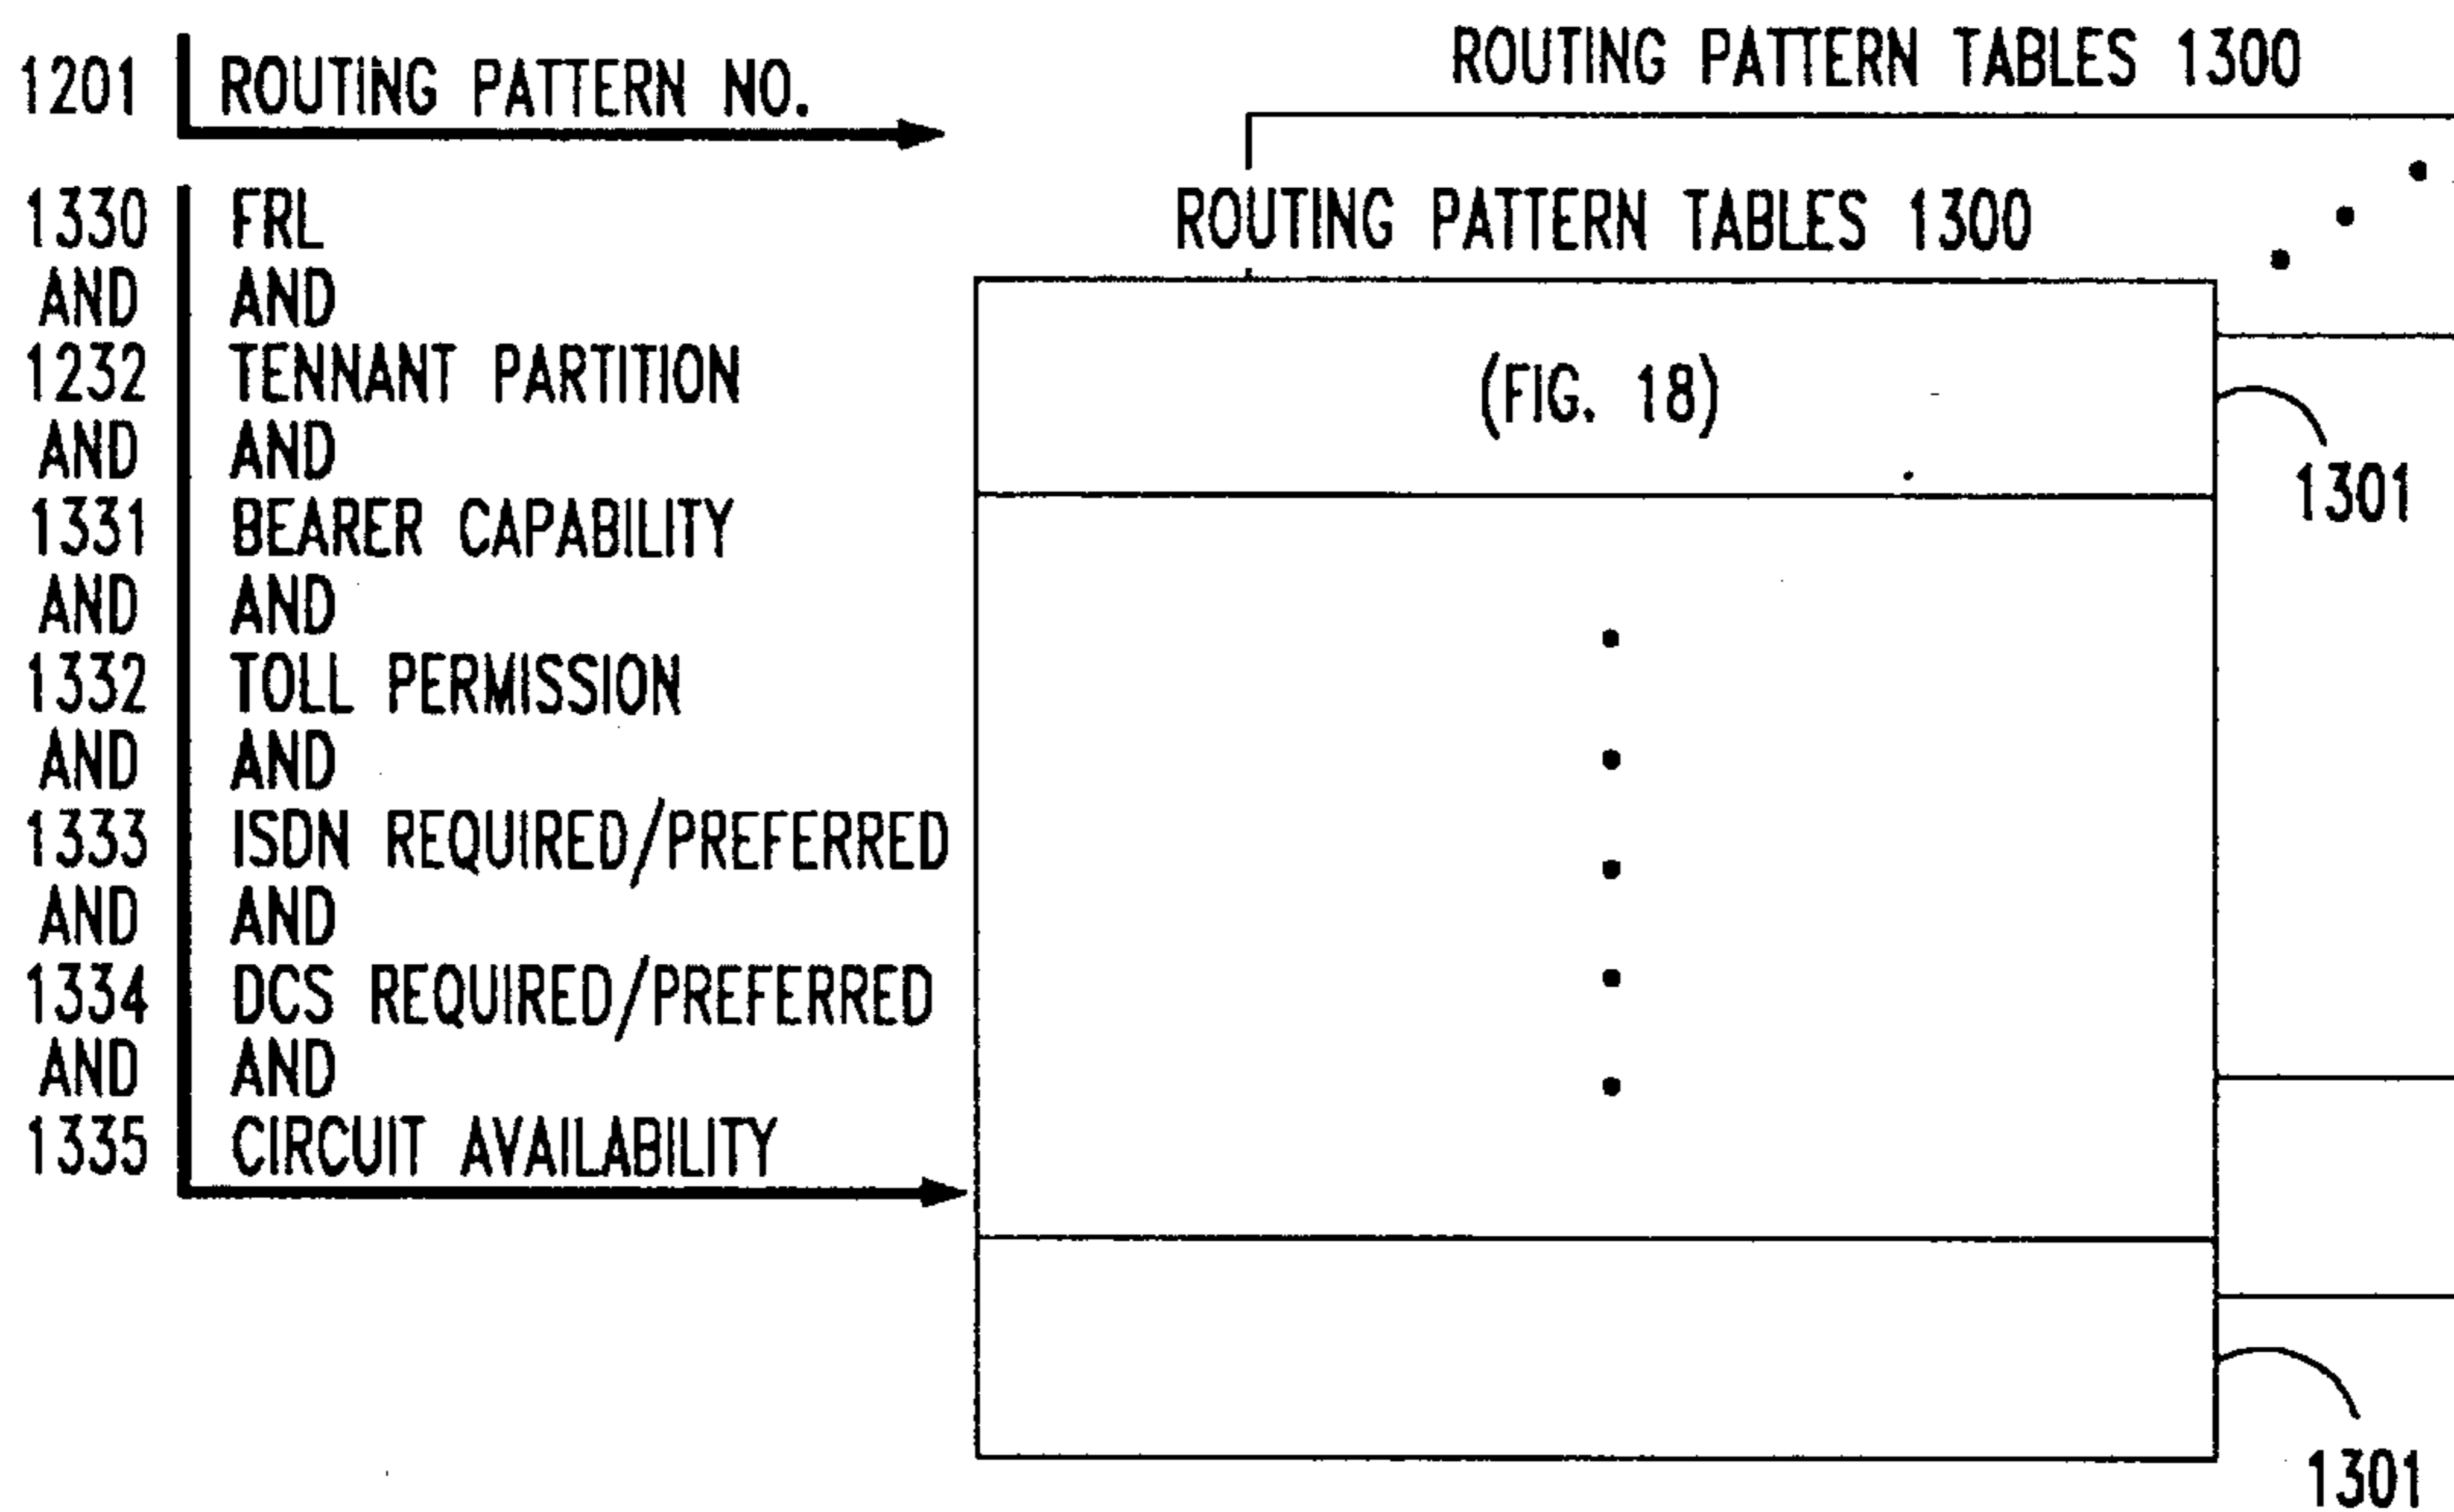 ROUTING PATTERN TABLES 1300
1201 ROUTING PATTERN NO.
ROUTING PATTERN TABLES 1300
1330 FRL
AND AND
1232 TENNANT PARTITION
AND AND
1331 BEARER CAPABILITY
AND AND
1332 TOLL PERMISSION
AND AND
1333 ISDN REQUIRED/PREFERRED
AND AND
1334 DCS REQUIRED/PREFERRED
AND AND
1335 CIRCUIT AVAILABILITY
(FIG. 18)
1301
1301